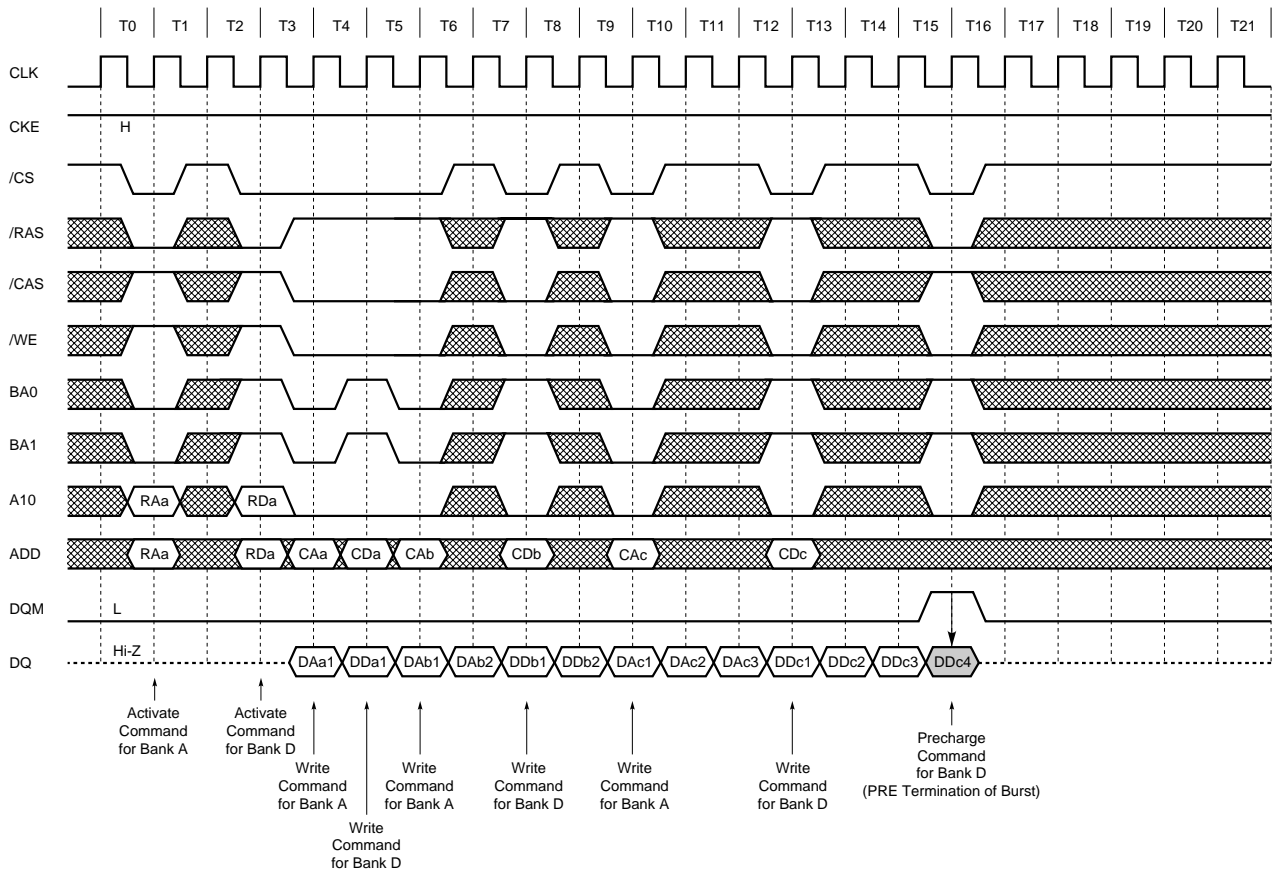 T0 T1 T2 T3 T4 T5 T6 T7 T8 T9 T10 T11 T12 T13 T14 T15 T16 T17 T18 T19 T20 T21
CLK
CKE H
/CS
/RAS
/CAS
/WE
BA0
BA1
A10 RAa RDa
ADD RAa RDa CAa CDa CAb CDb CAc CDc
DQM L
DQ Hi-Z DAa1 DDa1 DAb1 DAb2 DDb1 DDb2 DAc1 DAc2 DAc3 DDc1 DDc2 DDc3 DDc4
Activate
Command
for Bank A
Activate
Command
for Bank D
Write
Command
for Bank A
Write
Command
for Bank D
Write
Command
for Bank A
Write
Command
for Bank D
Write
Command
for Bank A
Write
Command
for Bank D
Precharge
Command
for Bank D
(PRE Termination of Burst)